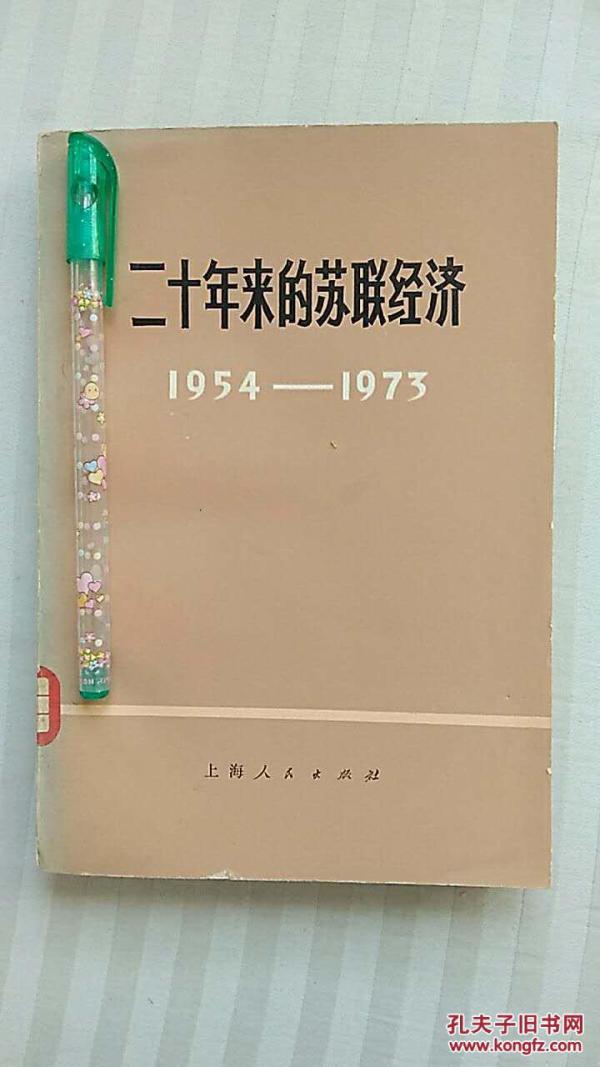 二十年来的苏联经济
1954——1973
上海人民出版社
孔夫子旧书网
www.kongfz.com